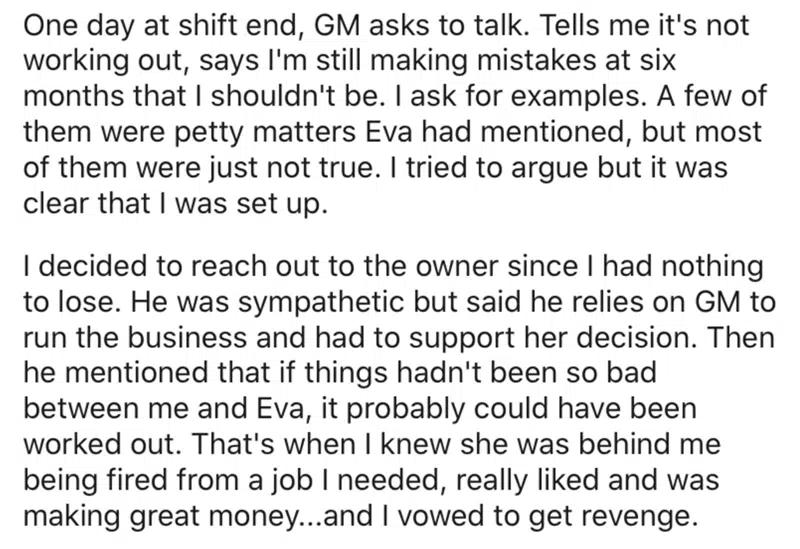 One day at shift end, GM asks to talk. Tells me it's not
working out, says I'm still making mistakes at six
months that I shouldn't be. I ask for examples. A few of
them were petty matters Eva had mentioned, but most
of them were just not true. I tried to argue but it was
clear that I was set up.
I decided to reach out to the owner since I had nothing
to lose. He was sympathetic but said he relies on GM to
run the business and had to support her decision. Then
he mentioned that if things hadn't been so bad
between me and Eva, it probably could have been
worked out. That's when I knew she was behind me
being fired from a job I needed, really liked and was
making great money...and I vowed to get revenge.